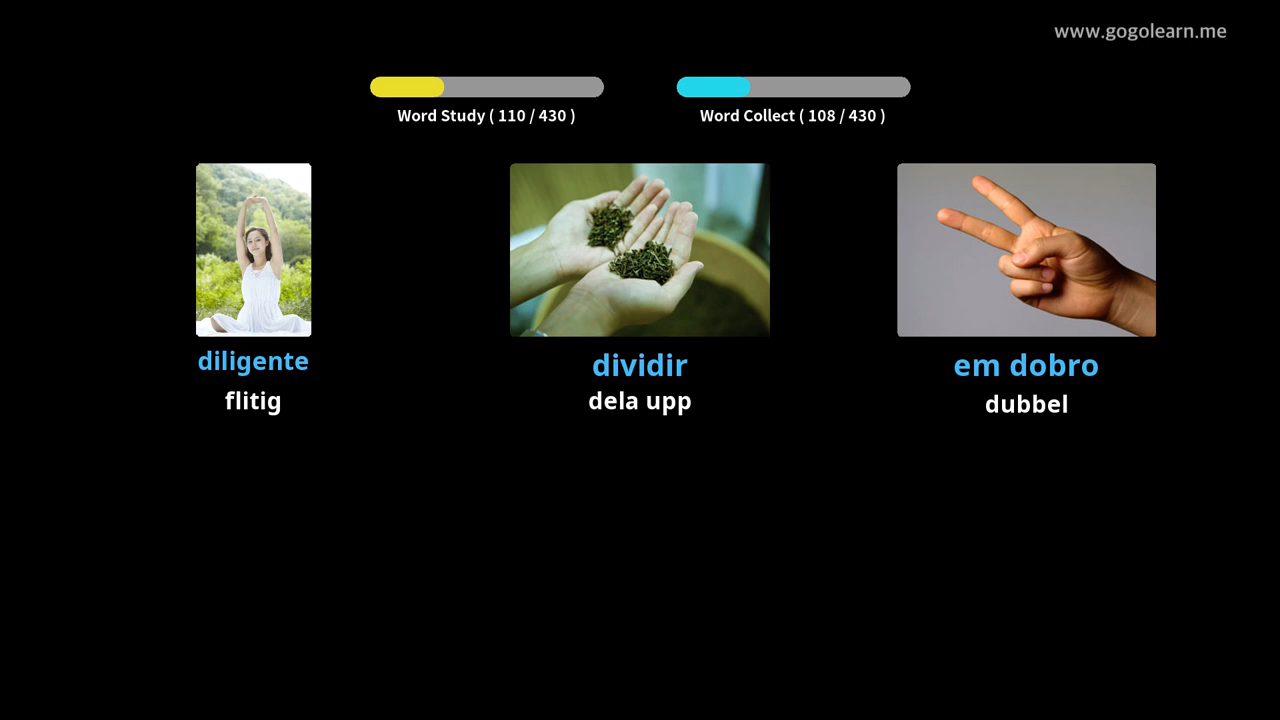 www.gogolearn.me
Word Study ( 110 / 430 )
Word Collect ( 108 / 430 )
diligente
flitig
dividir
dela upp
em dobro
dubbel